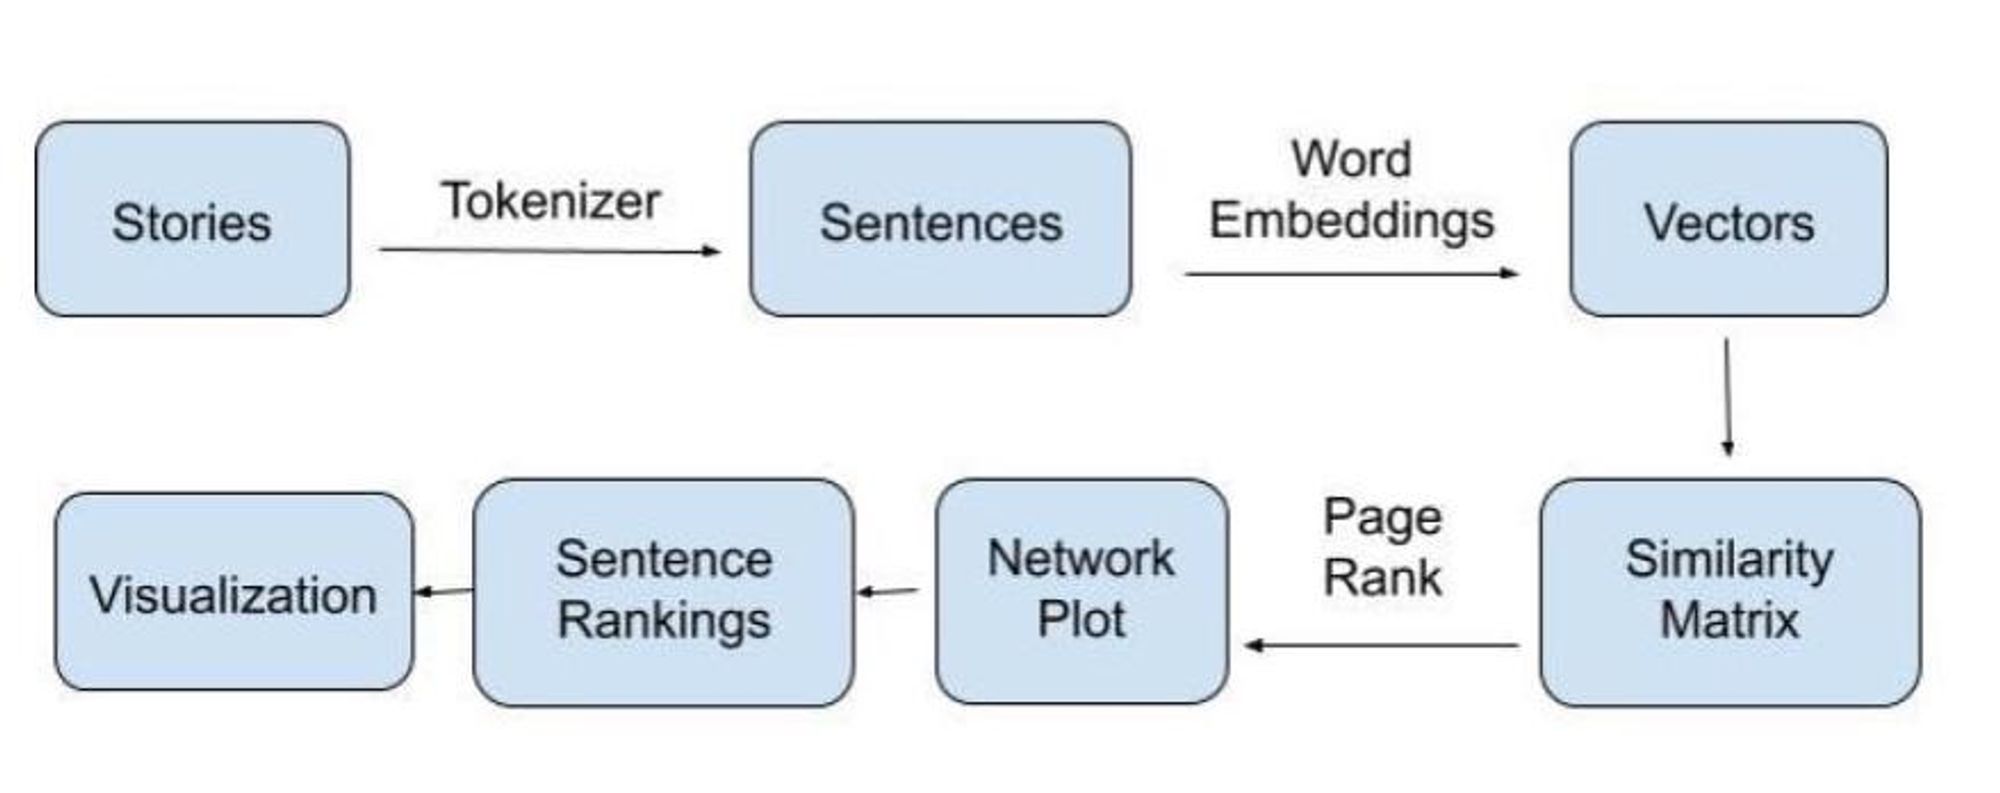 Stories
Tokenizer
Sentences
Word
Embeddings
Vectors
Similarity
Matrix
Page
Rank
Network
Plot
Sentence
Rankings
Visualization